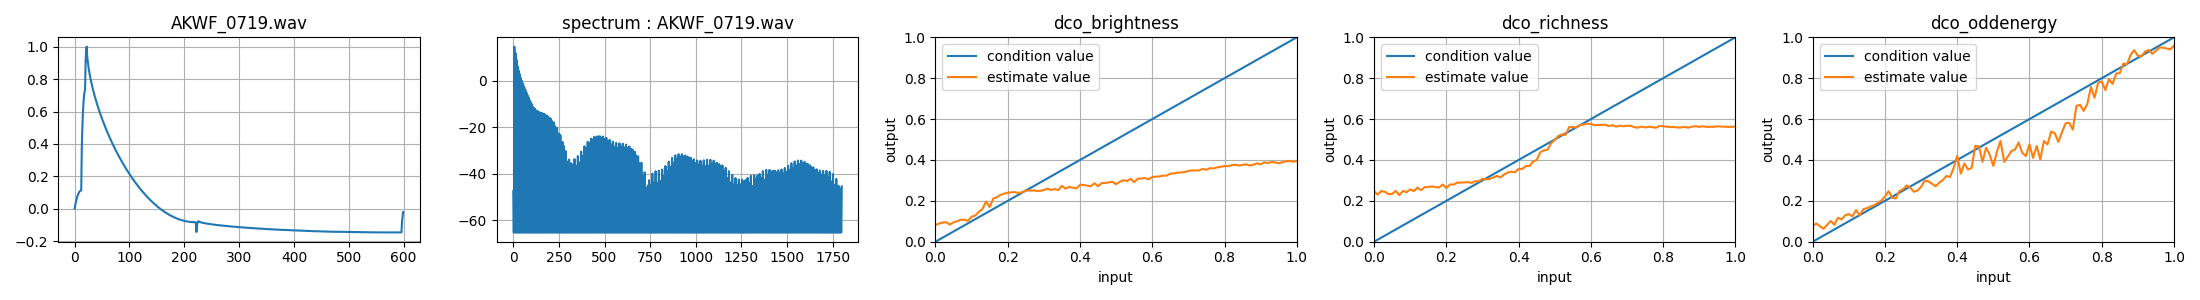 AKWF_0719.wav
1.0
0.8
0.6
0.4
0.2
0.0
−0.2
0 100 200 300 400 500 600
spectrum : AKWF_0719.wav
0
−20
−40
−60
0 250 500 750 1000 1250 1500 1750
dco_brightness
condition value
estimate value
output
1.0
0.8
0.6
0.4
0.2
0.0
0.0 0.2 0.4 0.6 0.8 1.0
input
dco_richness
condition value
estimate value
output
1.0
0.8
0.6
0.4
0.2
0.0
0.0 0.2 0.4 0.6 0.8 1.0
input
dco_oddenergy
condition value
estimate value
output
1.0
0.8
0.6
0.4
0.2
0.0
0.0 0.2 0.4 0.6 0.8 1.0
input